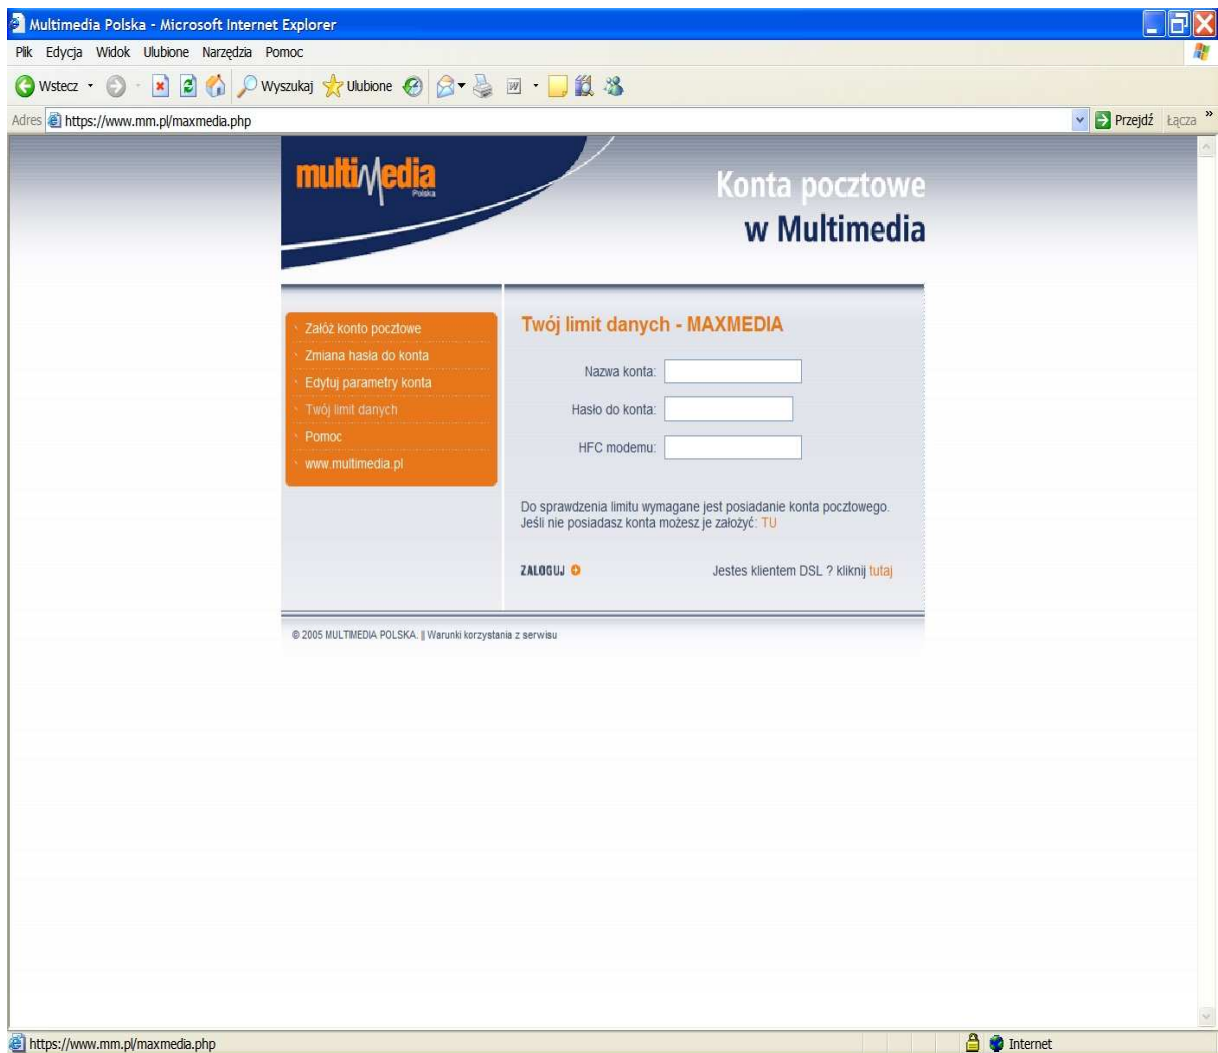 Multimedia Polska - Microsoft Internet Explorer
Plik Edycja Widok Ulubione Narzędzia Pomoc
Wstecz Wyszukaj Ulubione
Adres https://www.mm.pl/maxmedia.php Przejdź Łącza »
multiMedia
Polska
Konta pocztowe
w Multimedia
Załóż konto pocztowe
Zmiana hasła do konta
Edytuj parametry konta
Twój limit danych
Pomoc
www.multimedia.pl
Twój limit danych - MAXMEDIA
Nazwa konta:
Hasło do konta:
HFC modemu:
Do sprawdzenia limitu wymagane jest posiadanie konta pocztowego.
Jeśli nie posiadasz konta możesz je założyć: TU
ZALOGUJ Jestes klientem DSL ? kliknij tutaj
© 2005 MULTIMEDIA POLSKA. || Warunki korzystania z serwisu
https://www.mm.pl/maxmedia.php Internet